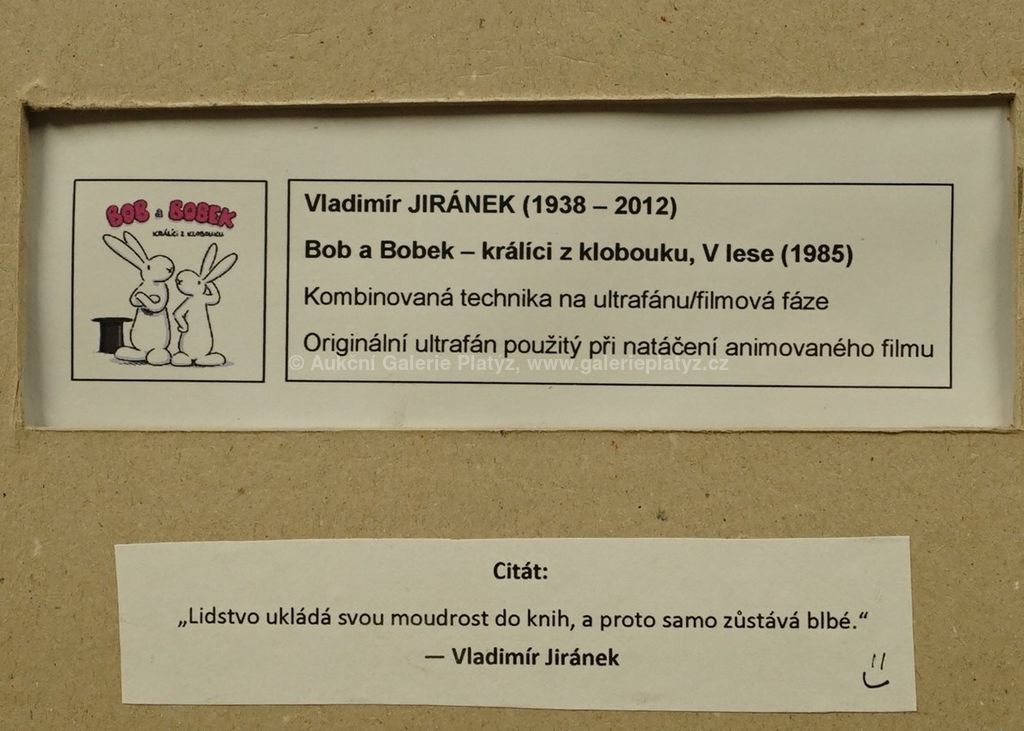 BOB a BOBEK
KRÁLÍCI Z KLOBOUKU
Vladimír JIRÁNEK (1938 – 2012)
Bob a Bobek – králíci z klobouku, V lese (1985)
Kombinovaná technika na ultrafánu/filmová fáze
Originální ultrafán použitý při natáčení animovaného filmu
© Aukční Galerie Platýz, www.galerieplatyz.cz
Citát:
„Lidstvo ukládá svou moudrost do knih, a proto samo zůstává blbé.“
— Vladimír Jiránek